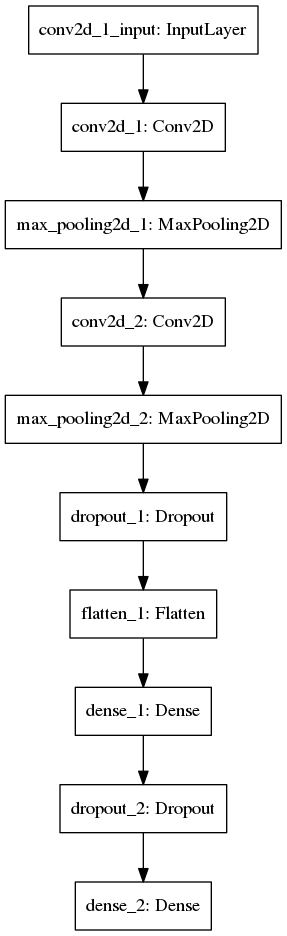 conv2d_1_input: InputLayer
conv2d_1: Conv2D
max_pooling2d_1: MaxPooling2D
conv2d_2: Conv2D
max_pooling2d_2: MaxPooling2D
dropout_1: Dropout
flatten_1: Flatten
dense_1: Dense
dropout_2: Dropout
dense_2: Dense